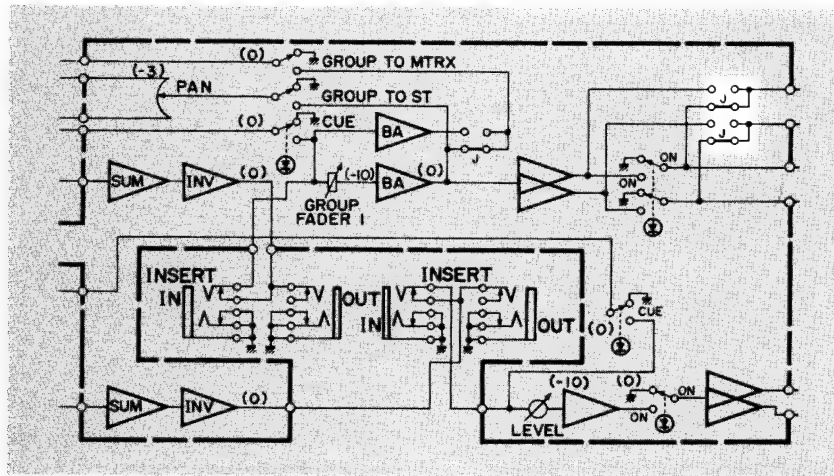 (0)
GROUP TO MTRX
(-3)
PAN
GROUP TO ST
(0)
CUE
BA
J
J
J
SUM
INV
(0)
(-10)
BA
(0)
GROUP
FADER 1
ON
ON
INSERT
IN
OUT
INSERT
IN
OUT
CUE
(0)
SUM
INV
(0)
LEVEL
(-10)
(0)
ON
ON